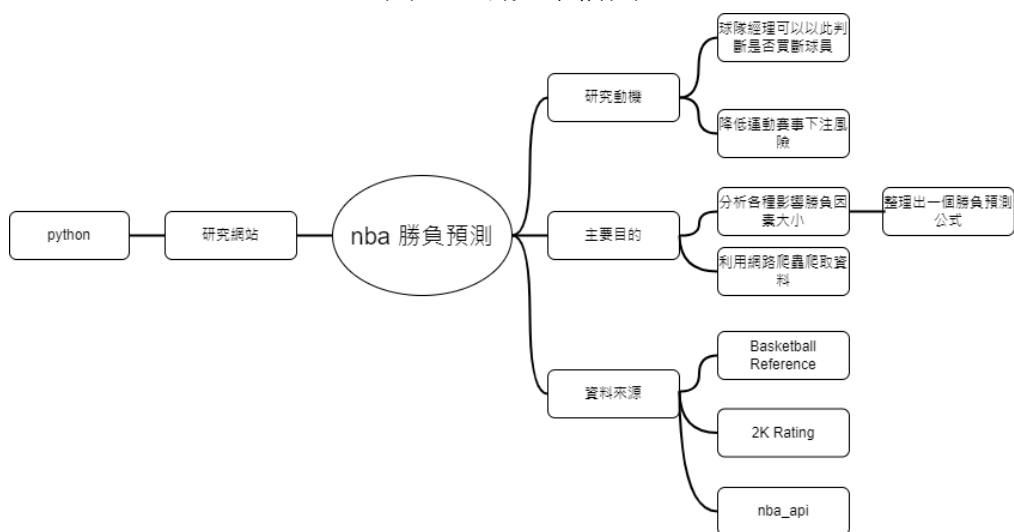 球隊經理可以以此判
斷是否買斷球員
研究動機
降低運動賽事下注風
險
python
研究網站
nba 勝負預測
主要目的
分析各種影響勝負因
素大小
整理出一個勝負預測
公式
利用網路爬蟲爬取資
料
資料來源
Basketball
Reference
2K Rating
nba_api